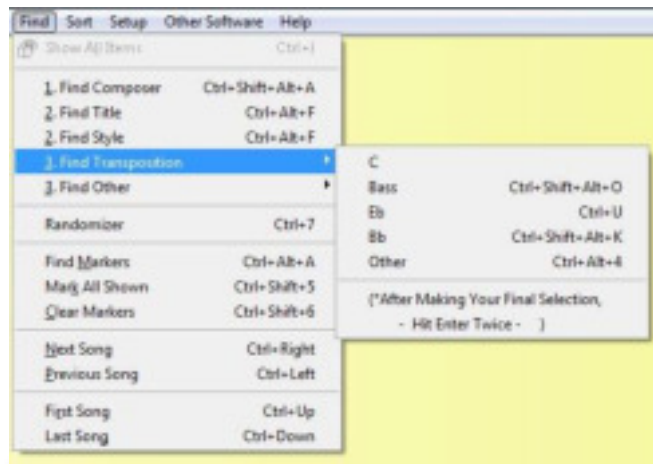 Find Sort Setup Other Software Help
Show All Items Ctrl+J
1. Find Composer Ctrl+Shift+Alt+A
2. Find Title Ctrl+Alt+F
2. Find Style Ctrl+Alt+F
3. Find Transposition
3. Find Other
Randomizer Ctrl+7
Find Markers Ctrl+Alt+A
Mark All Shown Ctrl+Shift+5
Clear Markers Ctrl+Shift+6
Next Song Ctrl+Right
Previous Song Ctrl+Left
First Song Ctrl+Up
Last Song Ctrl+Down
C
Bass Ctrl+Shift+Alt+O
Eb Ctrl+U
Bb Ctrl+Shift+Alt+K
Other Ctrl+Alt+4
(*After Making Your Final Selection,
- Hit Enter Twice - )